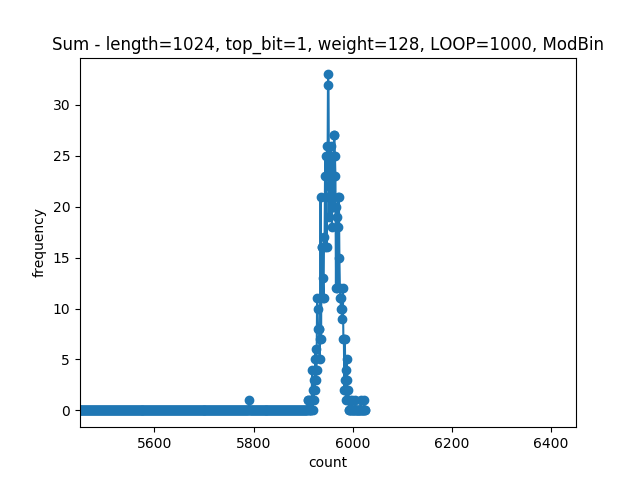 Sum - length=1024, top_bit=1, weight=128, LOOP=1000, ModBin
30
25
20
15
10
5
0
frequency
5600 5800 6000 6200 6400
count